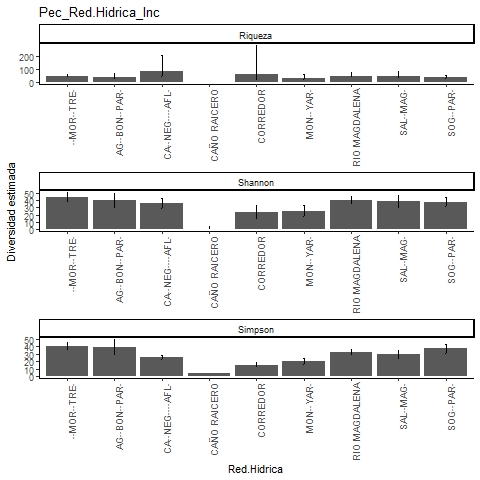 Pec_Red.Hidrica_Inc
Riqueza
200
100
0
--MOR--TRE-
AG--BON--PAR-
CA--NEG----AFL-
CAÑO RAICERO
CORREDOR
MON--YAR-
RIO MAGDALENA
SAL--MAG-
SOG--PAR-
Shannon
50
40
30
20
10
0
--MOR--TRE-
AG--BON--PAR-
CA--NEG----AFL-
CAÑO RAICERO
CORREDOR
MON--YAR-
RIO MAGDALENA
SAL--MAG-
SOG--PAR-
Simpson
50
40
30
20
10
0
--MOR--TRE-
AG--BON--PAR-
CA--NEG----AFL-
CAÑO RAICERO
CORREDOR
MON--YAR-
RIO MAGDALENA
SAL--MAG-
SOG--PAR-
Diversidad estimada
Red.Hidrica